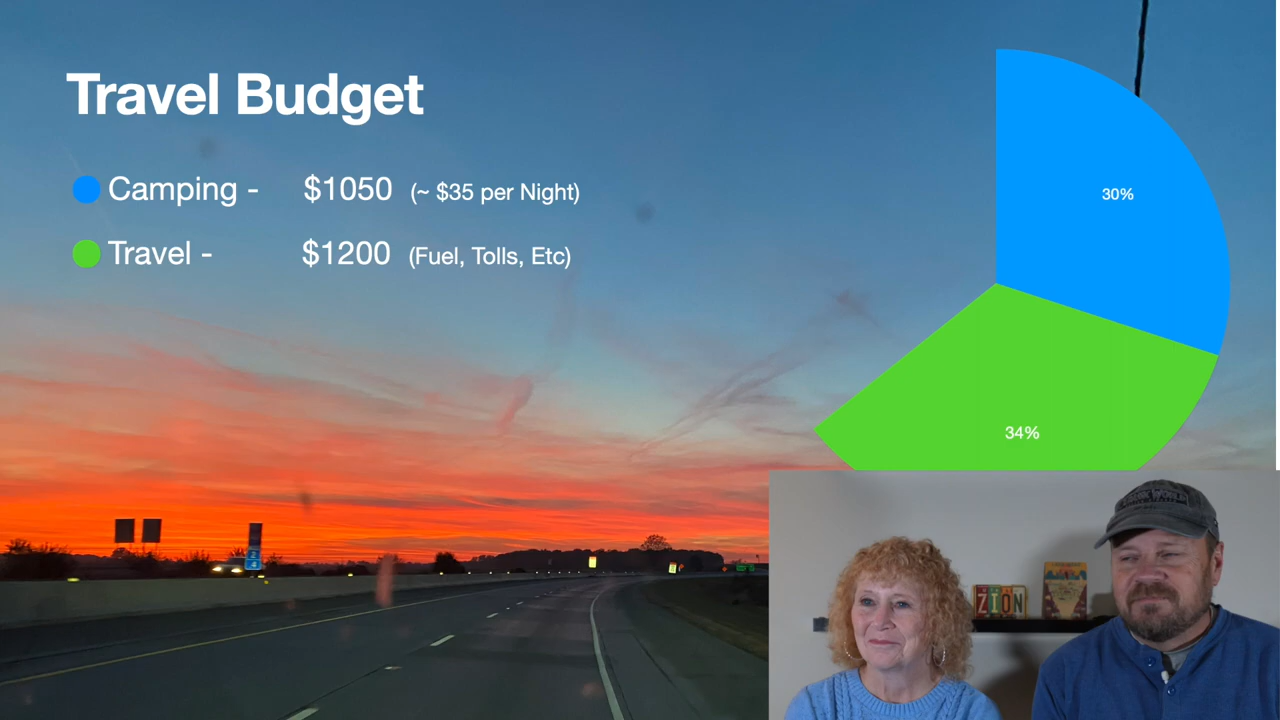 Travel Budget
Camping - $1050 (~ $35 per Night)
Travel - $1200 (Fuel, Tolls, Etc)
30%
34%
ZION